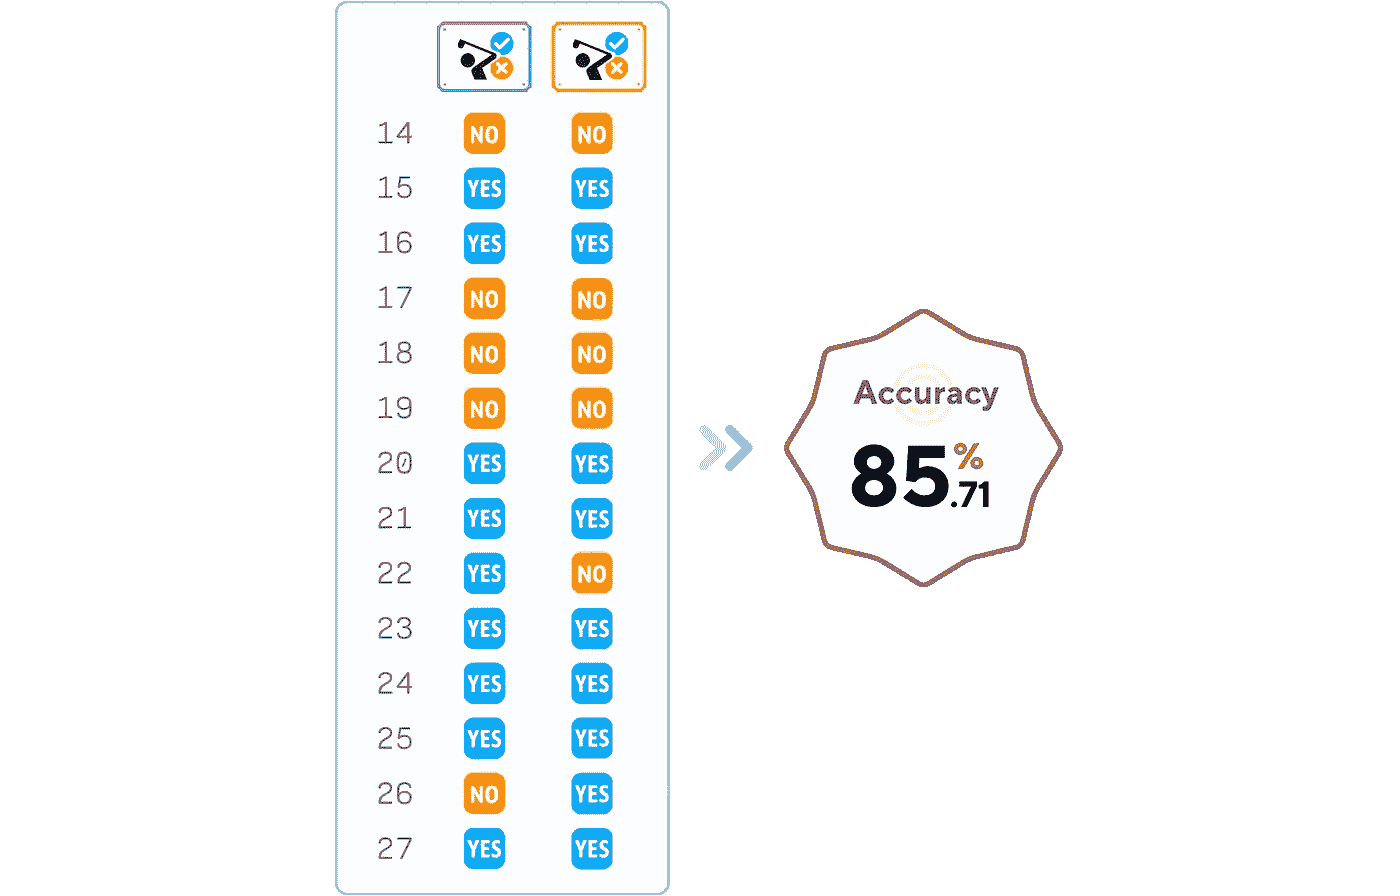 14 NO NO
15 YES YES
16 YES YES
17 NO NO
18 NO NO
19 NO NO
20 YES YES
21 YES YES
22 YES NO
23 YES YES
24 YES YES
25 YES YES
26 NO YES
27 YES YES
Accuracy
85.71%